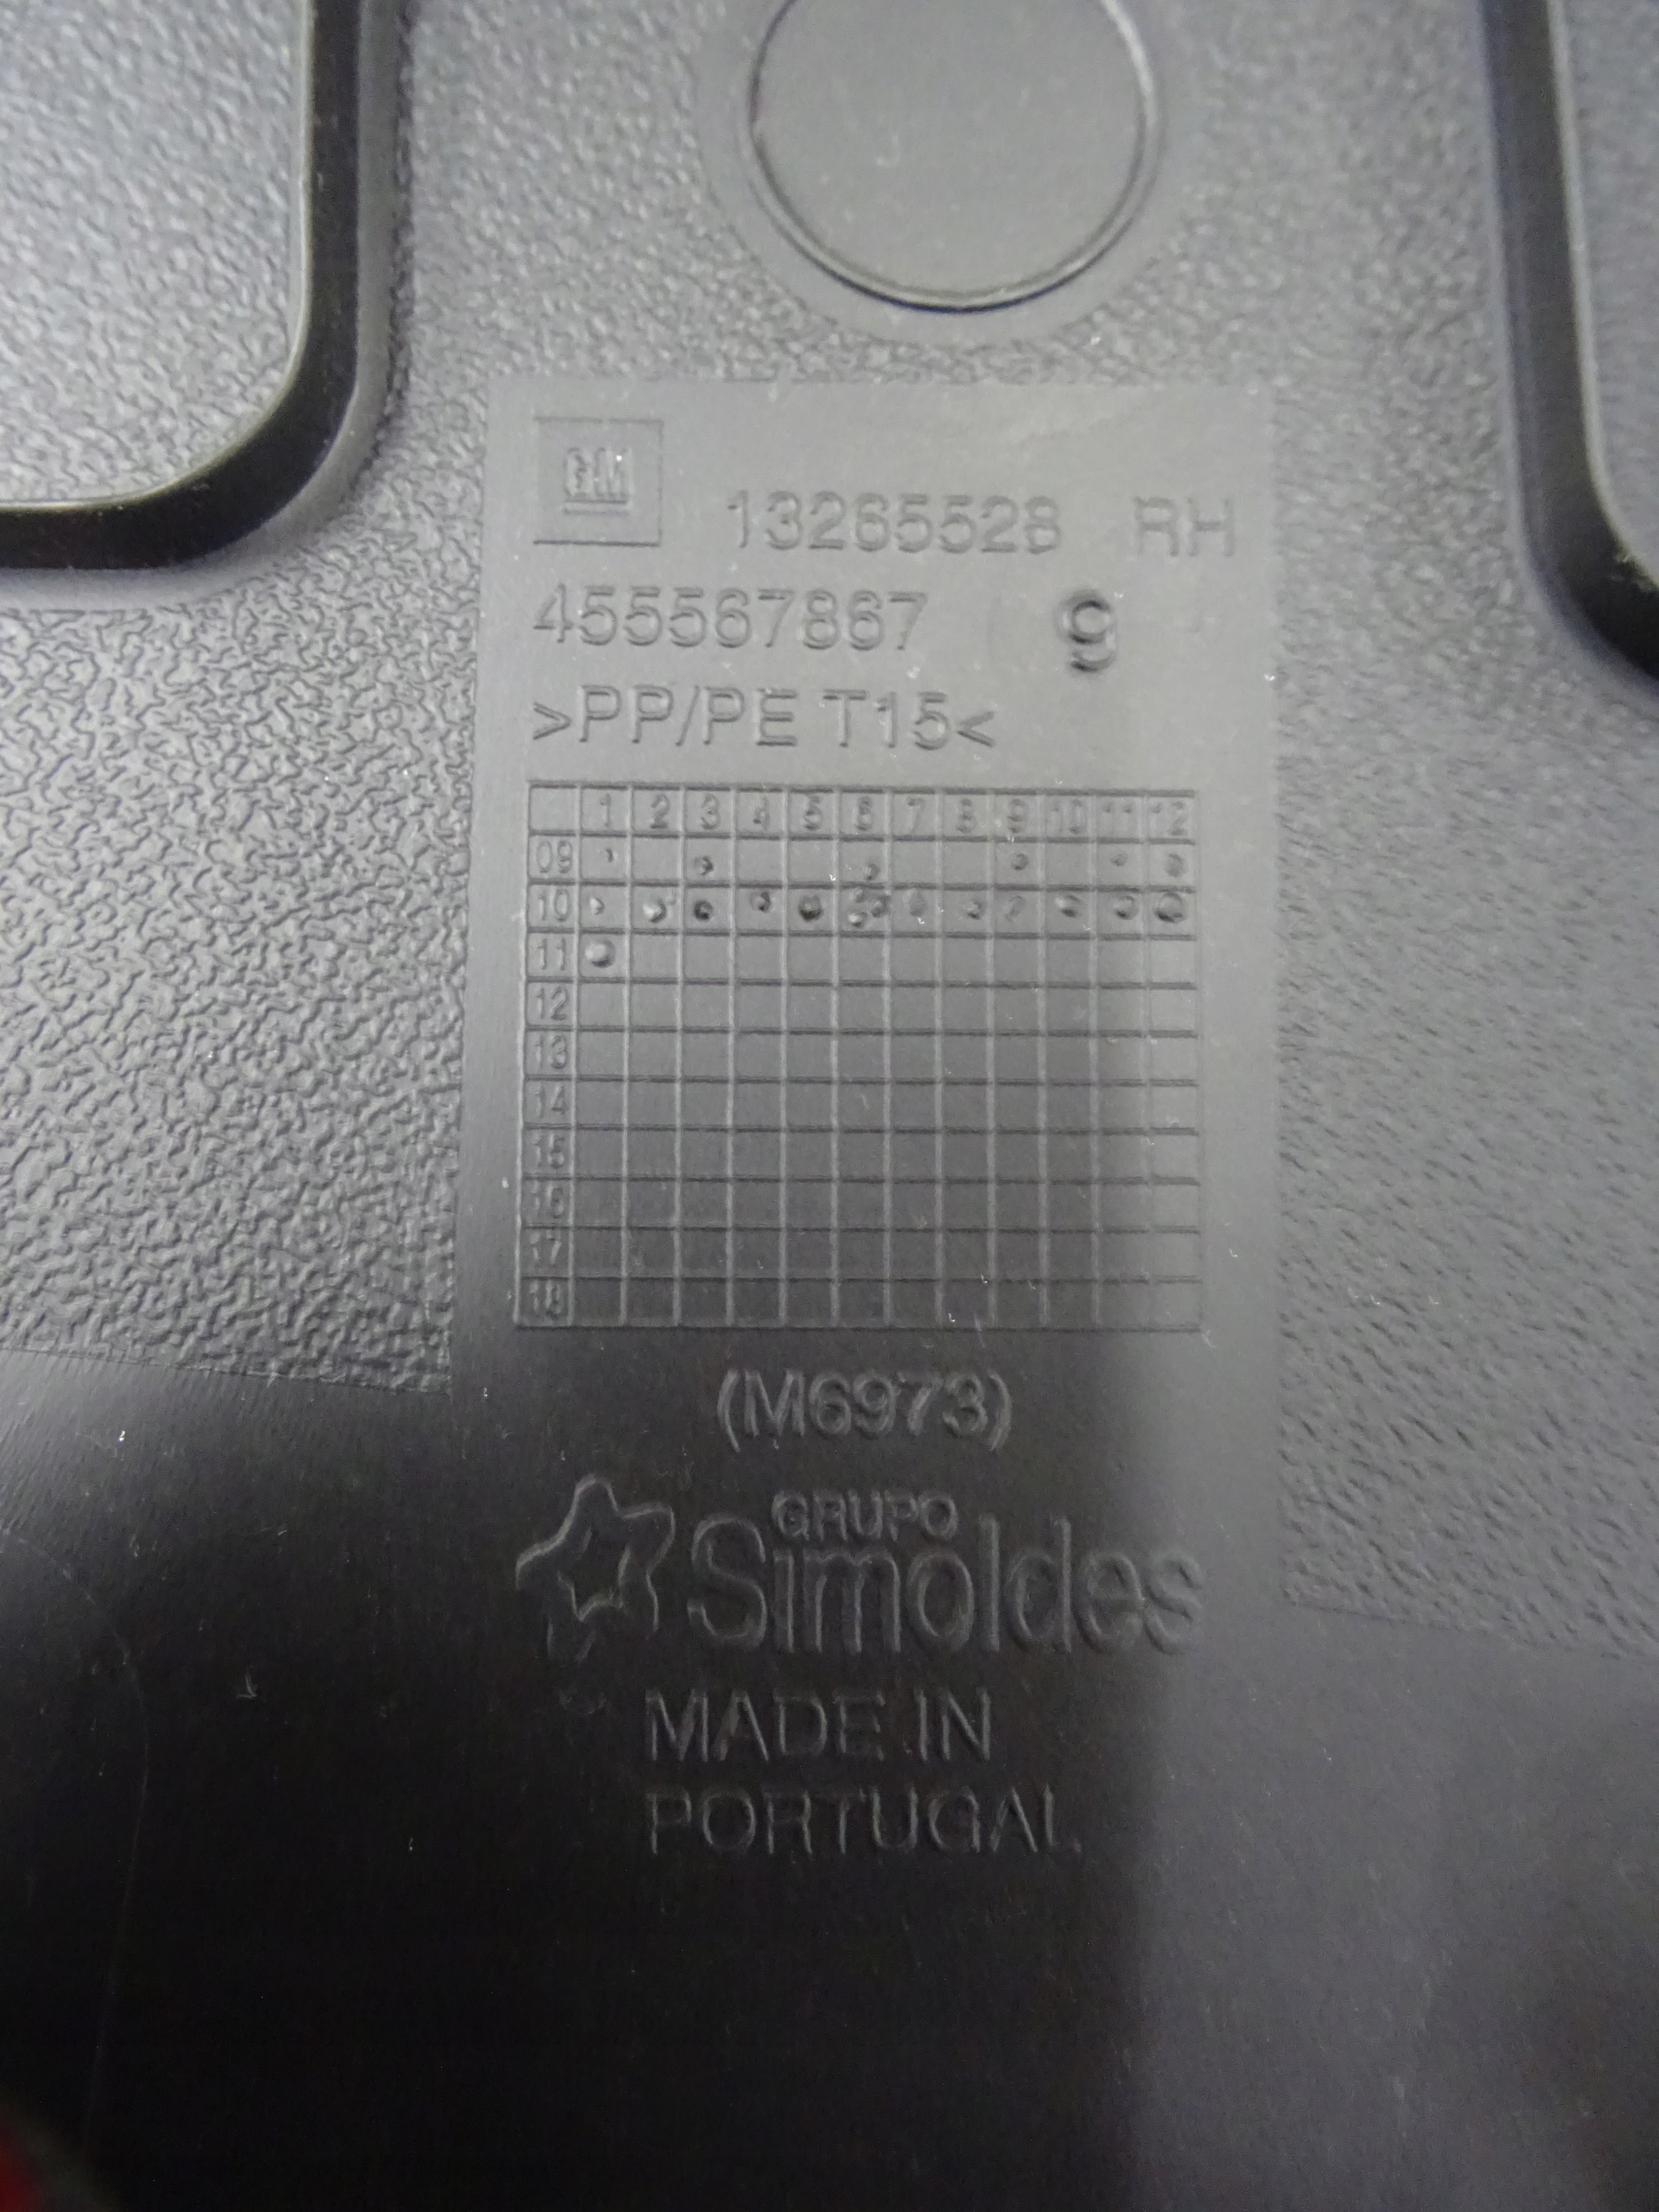 GM 13265528 RH
455567867 9
>PP/PE T15<
1 2 3 4 5 6 7 8 9 10 11 12
09
10
11
12
13
14
15
16
17
18
(M6973)
GRUPO
Simoldes
MADE IN
PORTUGAL